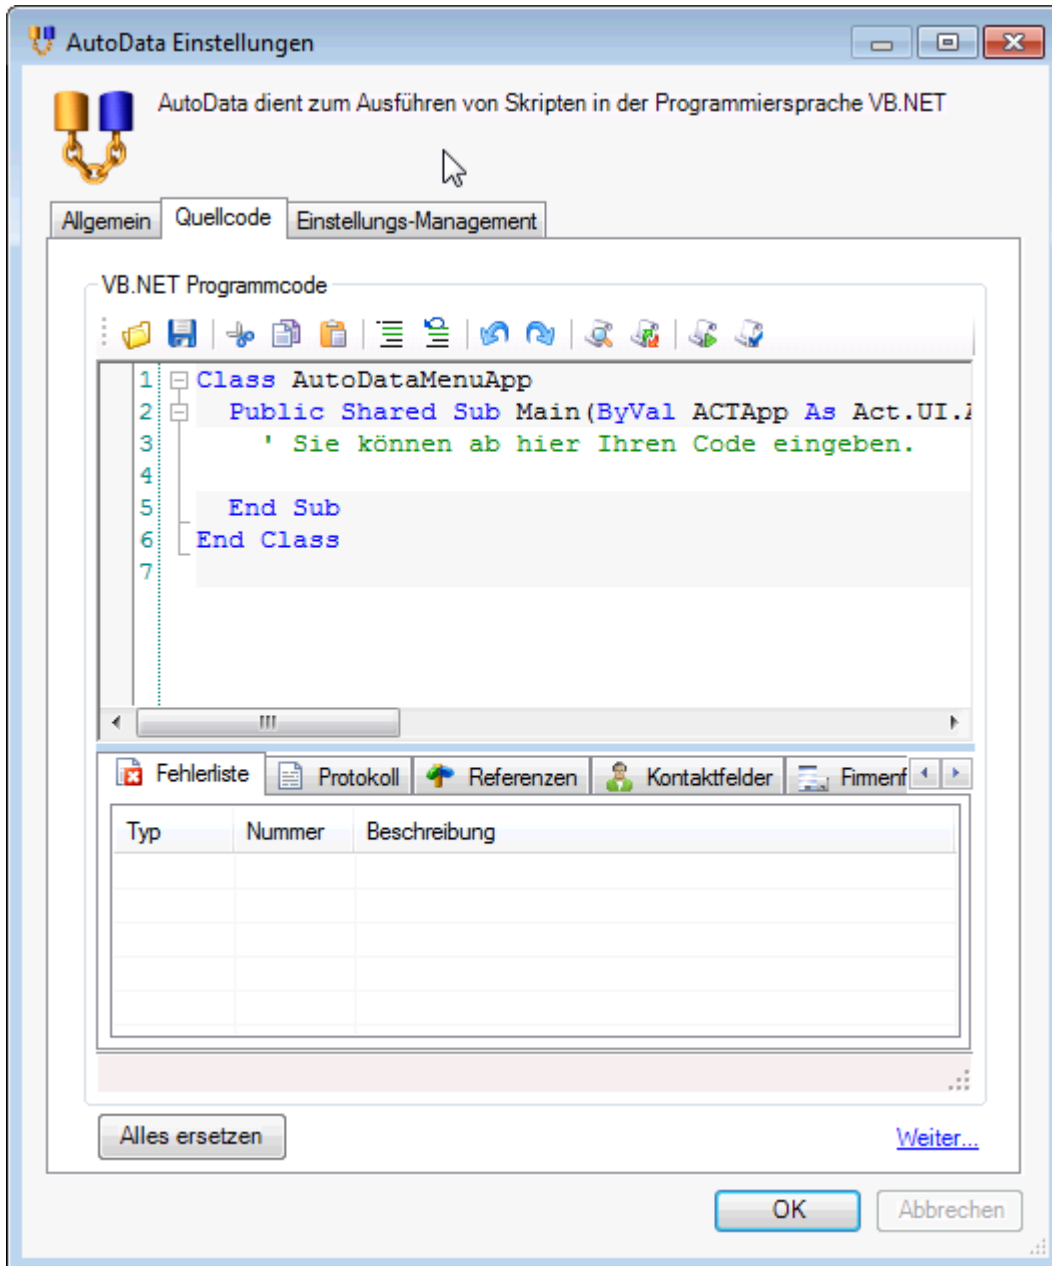 AutoData Einstellungen
AutoData dient zum Ausführen von Skripten in der Programmiersprache VB.NET
Allgemein Quellcode Einstellungs-Management
VB.NET Programmcode
1 Class AutoDataMenuApp
2 Public Shared Sub Main(ByVal ACTApp As Act.UI.
3 ' Sie können ab hier Ihren Code eingeben.
4
5 End Sub
6 End Class
7
Fehlerliste Protokoll Referenzen Kontaktfelder Firmenf
Typ Nummer Beschreibung
Alles ersetzen Weiter...
OK Abbrechen